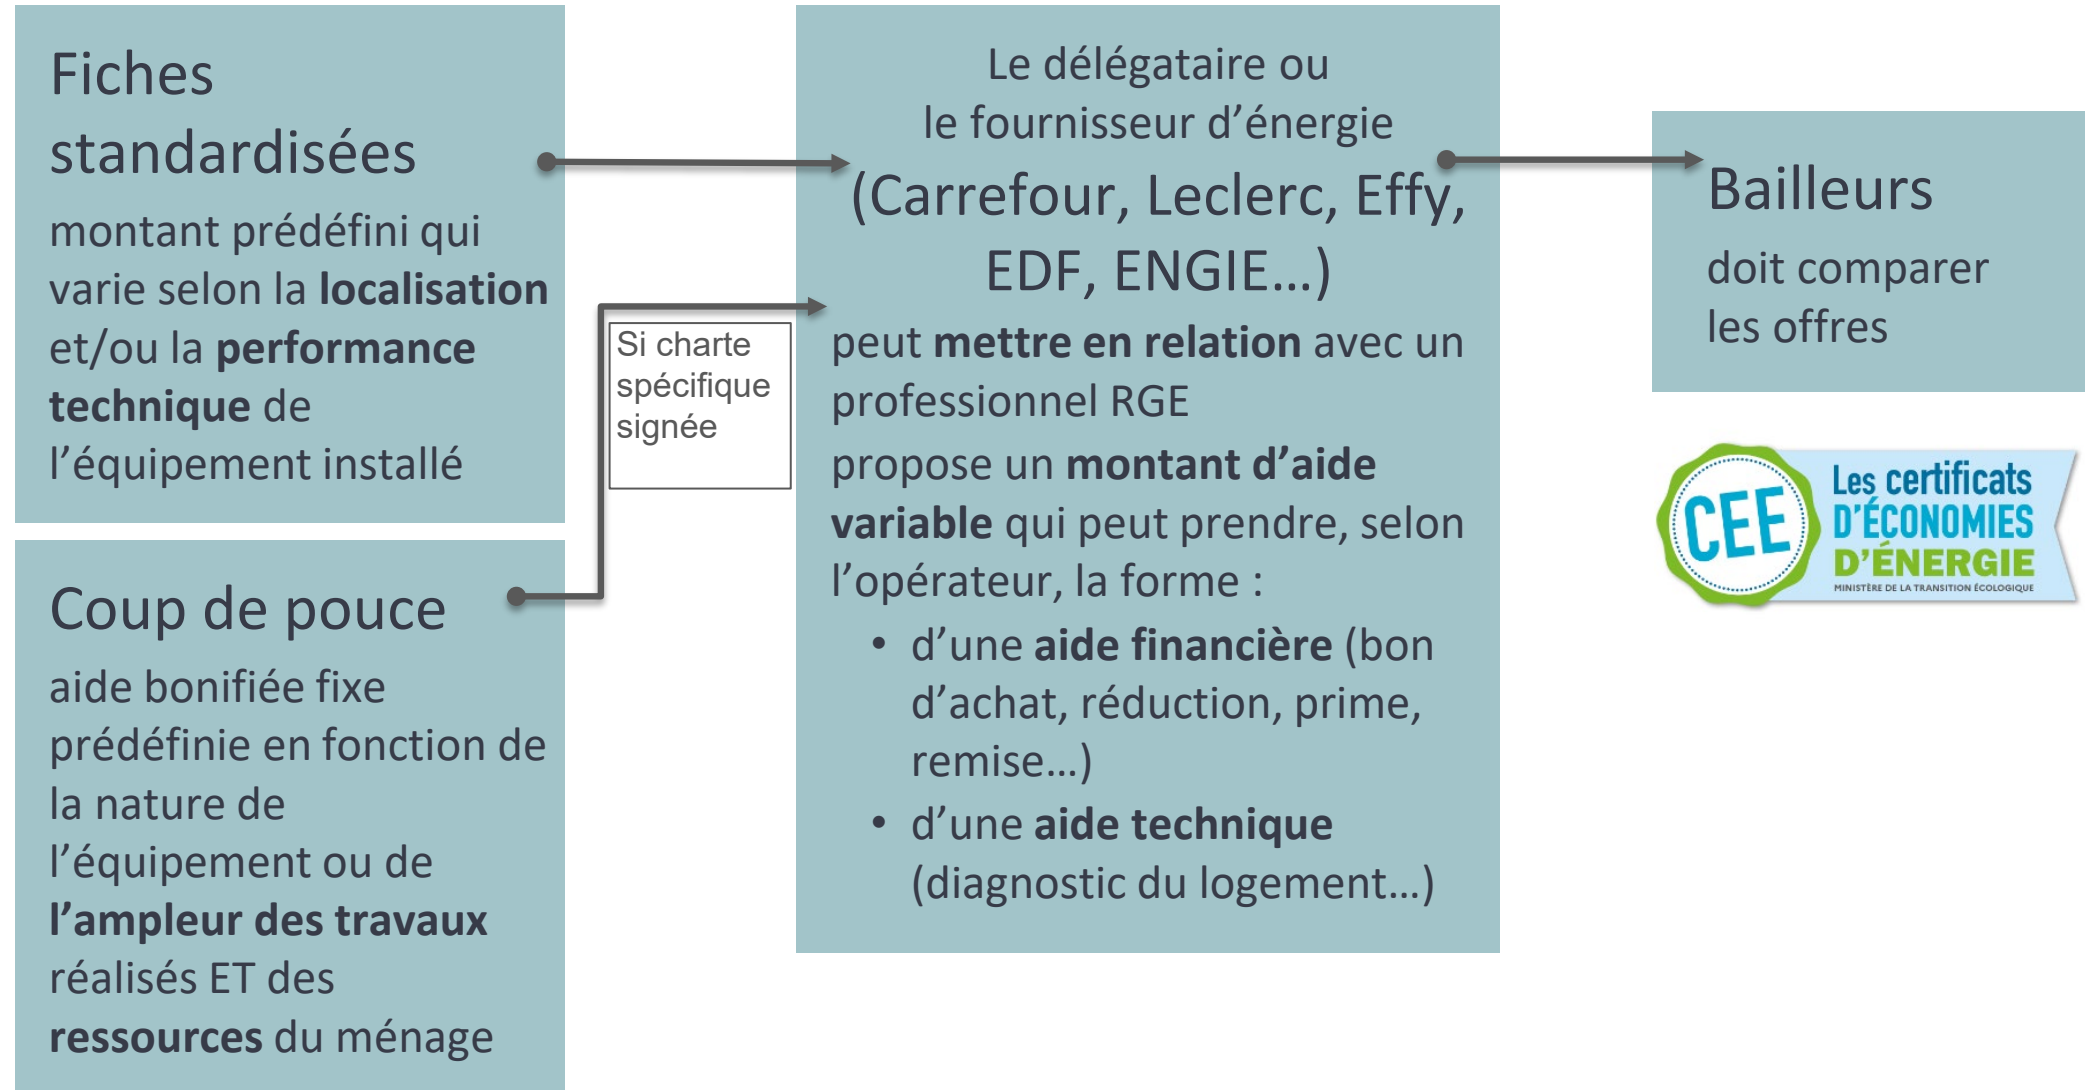 Fiches
standardisées
montant prédéfini qui
varie selon la localisation
et/ou la performance
technique de
l’équipement installé
Coup de pouce
aide bonifiée fixe
prédéfinie en fonction de
la nature de
l’équipement ou de
l’ampleur des travaux
réalisés ET des
ressources du ménage
Si charte
spécifique
signée
Le délégataire ou
le fournisseur d’énergie
(Carrefour, Leclerc, Effy,
EDF, ENGIE…)
peut mettre en relation avec un
professionnel RGE
propose un montant d’aide
variable qui peut prendre, selon
l’opérateur, la forme :
• d’une aide financière (bon
d’achat, réduction, prime,
remise…)
• d’une aide technique
(diagnostic du logement…)
Bailleurs
doit comparer
les offres
CEE
Les certificats
D’ÉCONOMIES
D’ÉNERGIE
MINISTÈRE DE LA TRANSITION ÉCOLOGIQUE